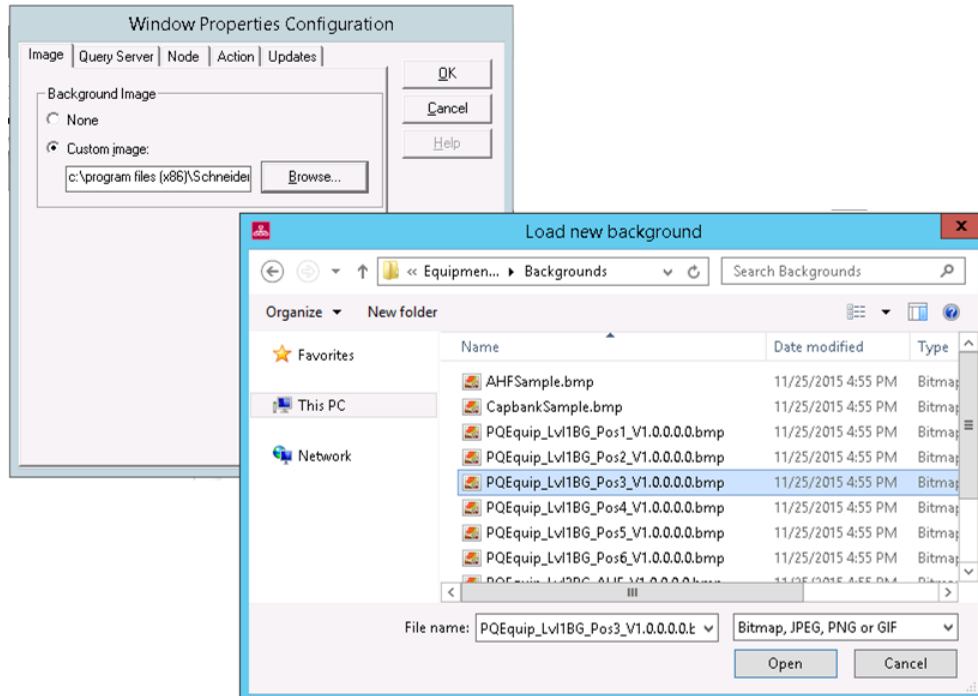 Window Properties Configuration
Image Query Server Node Action Updates
OK
Background Image
None
Cancel
Custom image:
Help
c:\program files (x86)\Schneider
Browse...
Load new background
x
« Equipmen... Backgrounds
Search Backgrounds
Organize New folder
Name Date modified Type
Favorites
This PC
Network
AHFSample.bmp 11/25/2015 4:55 PM Bitmap
CapbankSample.bmp 11/25/2015 4:55 PM Bitmap
PQEquip_Lvl1BG_Pos1_V1.0.0.0.0.bmp 11/25/2015 4:55 PM Bitmap
PQEquip_Lvl1BG_Pos2_V1.0.0.0.0.bmp 11/25/2015 4:55 PM Bitmap
PQEquip_Lvl1BG_Pos3_V1.0.0.0.0.bmp 11/25/2015 4:55 PM Bitmap
PQEquip_Lvl1BG_Pos4_V1.0.0.0.0.bmp 11/25/2015 4:55 PM Bitmap
PQEquip_Lvl1BG_Pos5_V1.0.0.0.0.bmp 11/25/2015 4:55 PM Bitmap
PQEquip_Lvl1BG_Pos6_V1.0.0.0.0.bmp 11/25/2015 4:55 PM Bitmap
11/25/2015 4:55 PM
File name: PQEquip_Lvl1BG_Pos3_V1.0.0.0.0.b
Bitmap, JPEG, PNG or GIF
Open Cancel